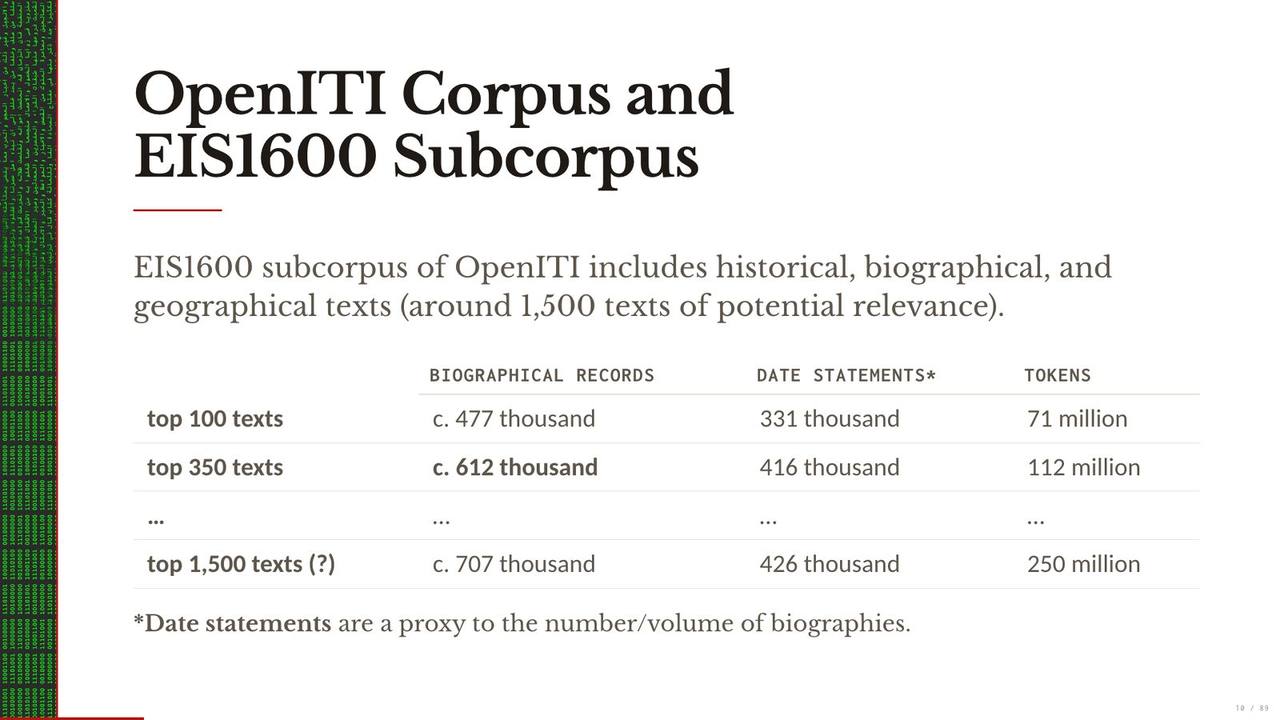 OpenITI Corpus and
EIS1600 Subcorpus
EIS1600 subcorpus of OpenITI includes historical, biographical, and
geographical texts (around 1,500 texts of potential relevance).
BIOGRAPHICAL RECORDS DATE STATEMENTS* TOKENS
top 100 texts c. 477 thousand 331 thousand 71 million
top 350 texts c. 612 thousand 416 thousand 112 million
... ... ... ...
top 1,500 texts (?) c. 707 thousand 426 thousand 250 million
*Date statements are a proxy to the number/volume of biographies.
10 / 89